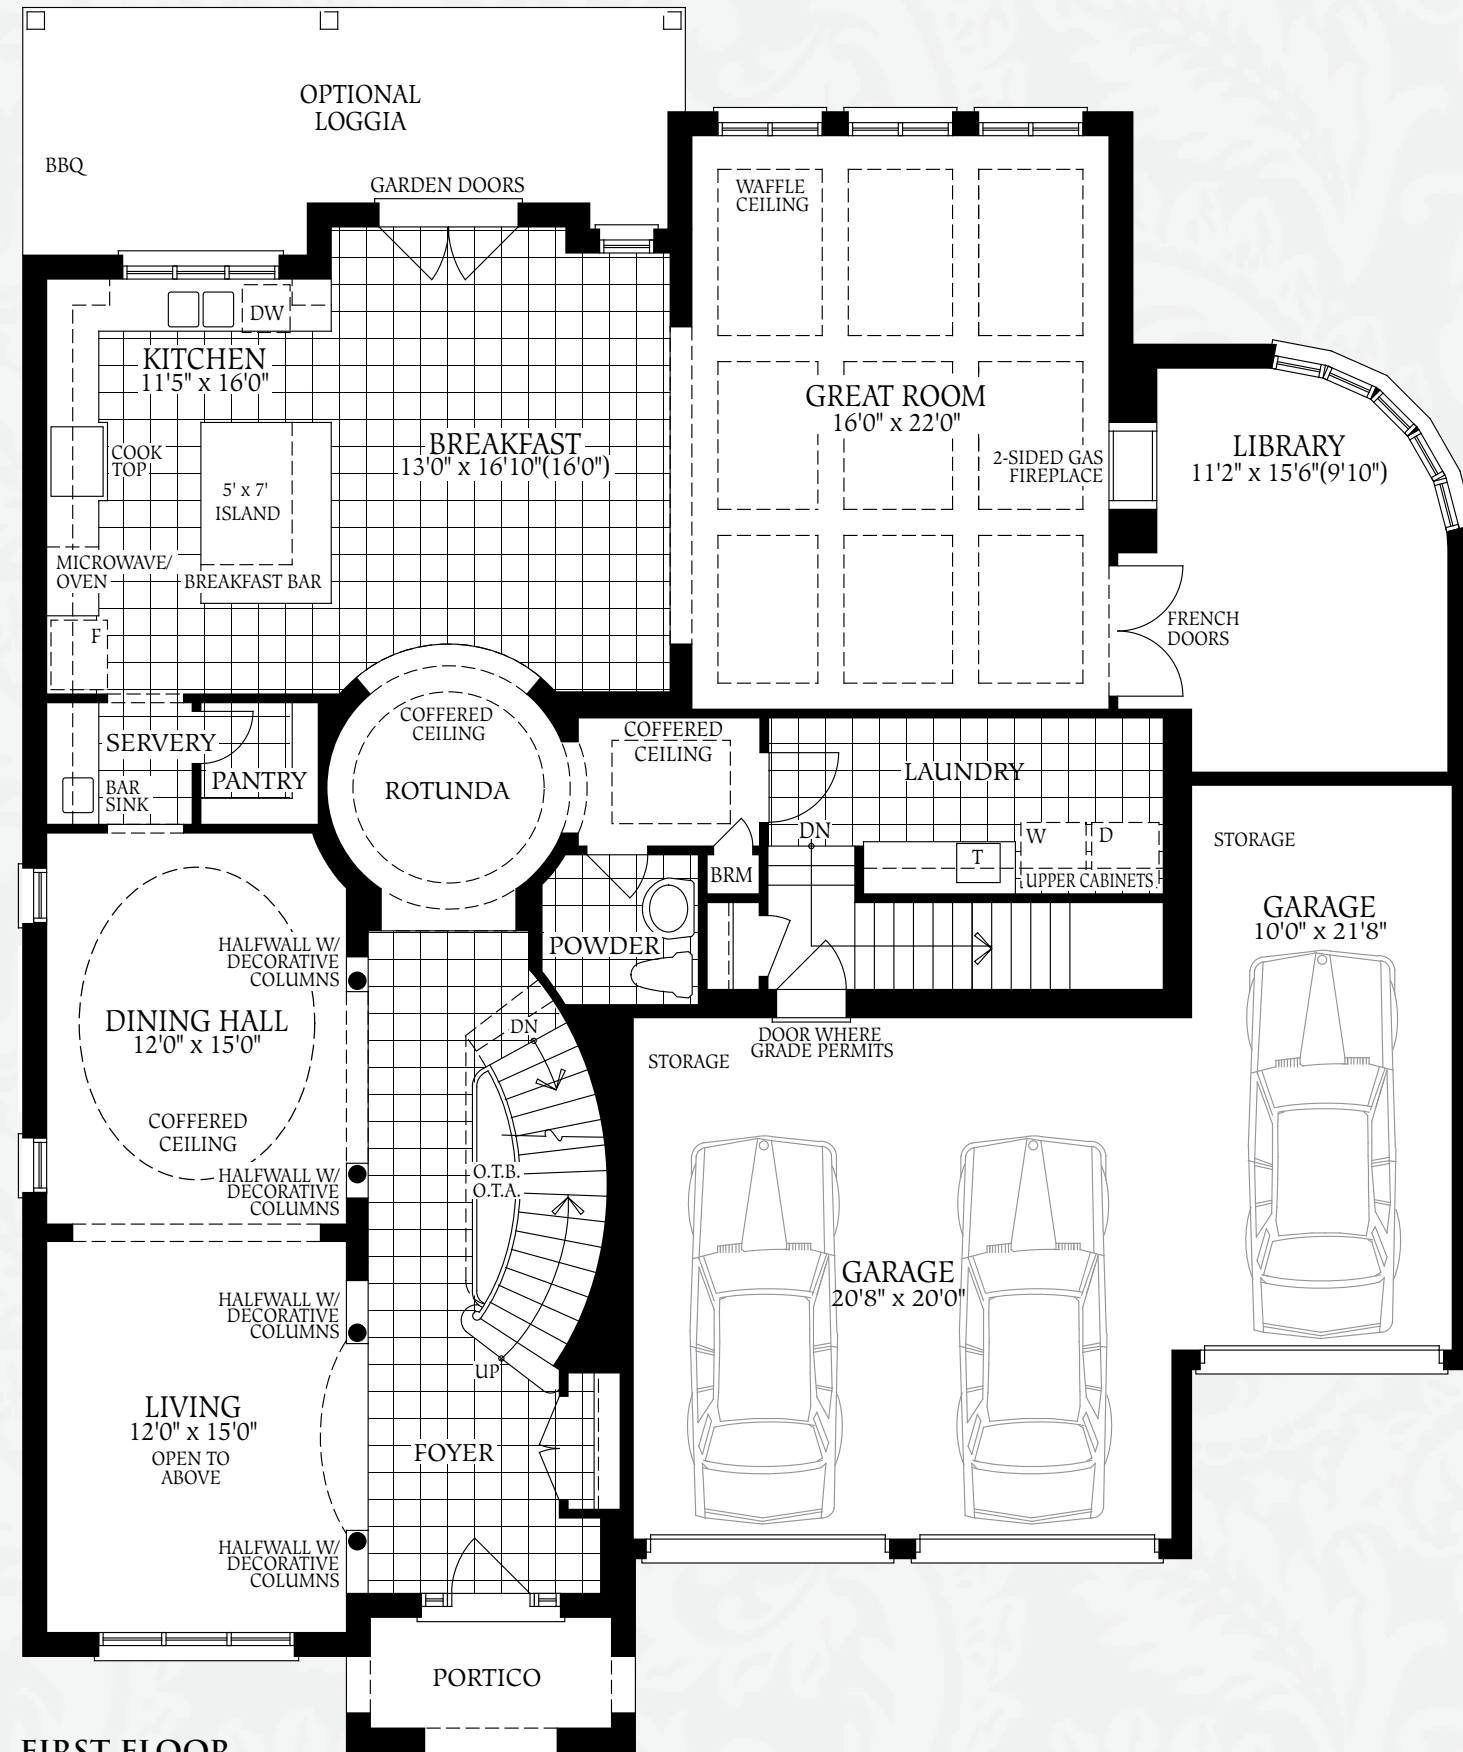 OPTIONAL
LOGGIA
BBQ
GARDEN DOORS
WAFFLE
CEILING
DW
KITCHEN
11'5" x 16'0"
GREAT ROOM
16'0" x 22'0"
COOK
TOP
BREAKFAST
13'0" x 16'10"(16'0")
2-SIDED GAS
FIREPLACE
LIBRARY
11'2" x 15'6"(9'10")
5' x 7'
ISLAND
MICROWAVE/
OVEN
BREAKFAST BAR
F
FRENCH
DOORS
COFFERED
CEILING
ROTUNDA
COFFERED
CEILING
SERVERY
PANTRY
BAR
SINK
LAUNDRY
DN
W
D
T
UPPER CABINETS
BRM
STORAGE
GARAGE
10'0" x 21'8"
POWDER
HALFWALL W/
DECORATIVE
COLUMNS
DINING HALL
12'0" x 15'0"
COFFERED
CEILING
DN
DOOR WHERE
GRADE PERMITS
STORAGE
HALFWALL W/
DECORATIVE
COLUMNS
O.T.B.
O.T.A.
GARAGE
20'8" x 20'0"
HALFWALL W/
DECORATIVE
COLUMNS
UP
LIVING
12'0" x 15'0"
OPEN TO
ABOVE
FOYER
HALFWALL W/
DECORATIVE
COLUMNS
PORTICO
FIRST FLOOR